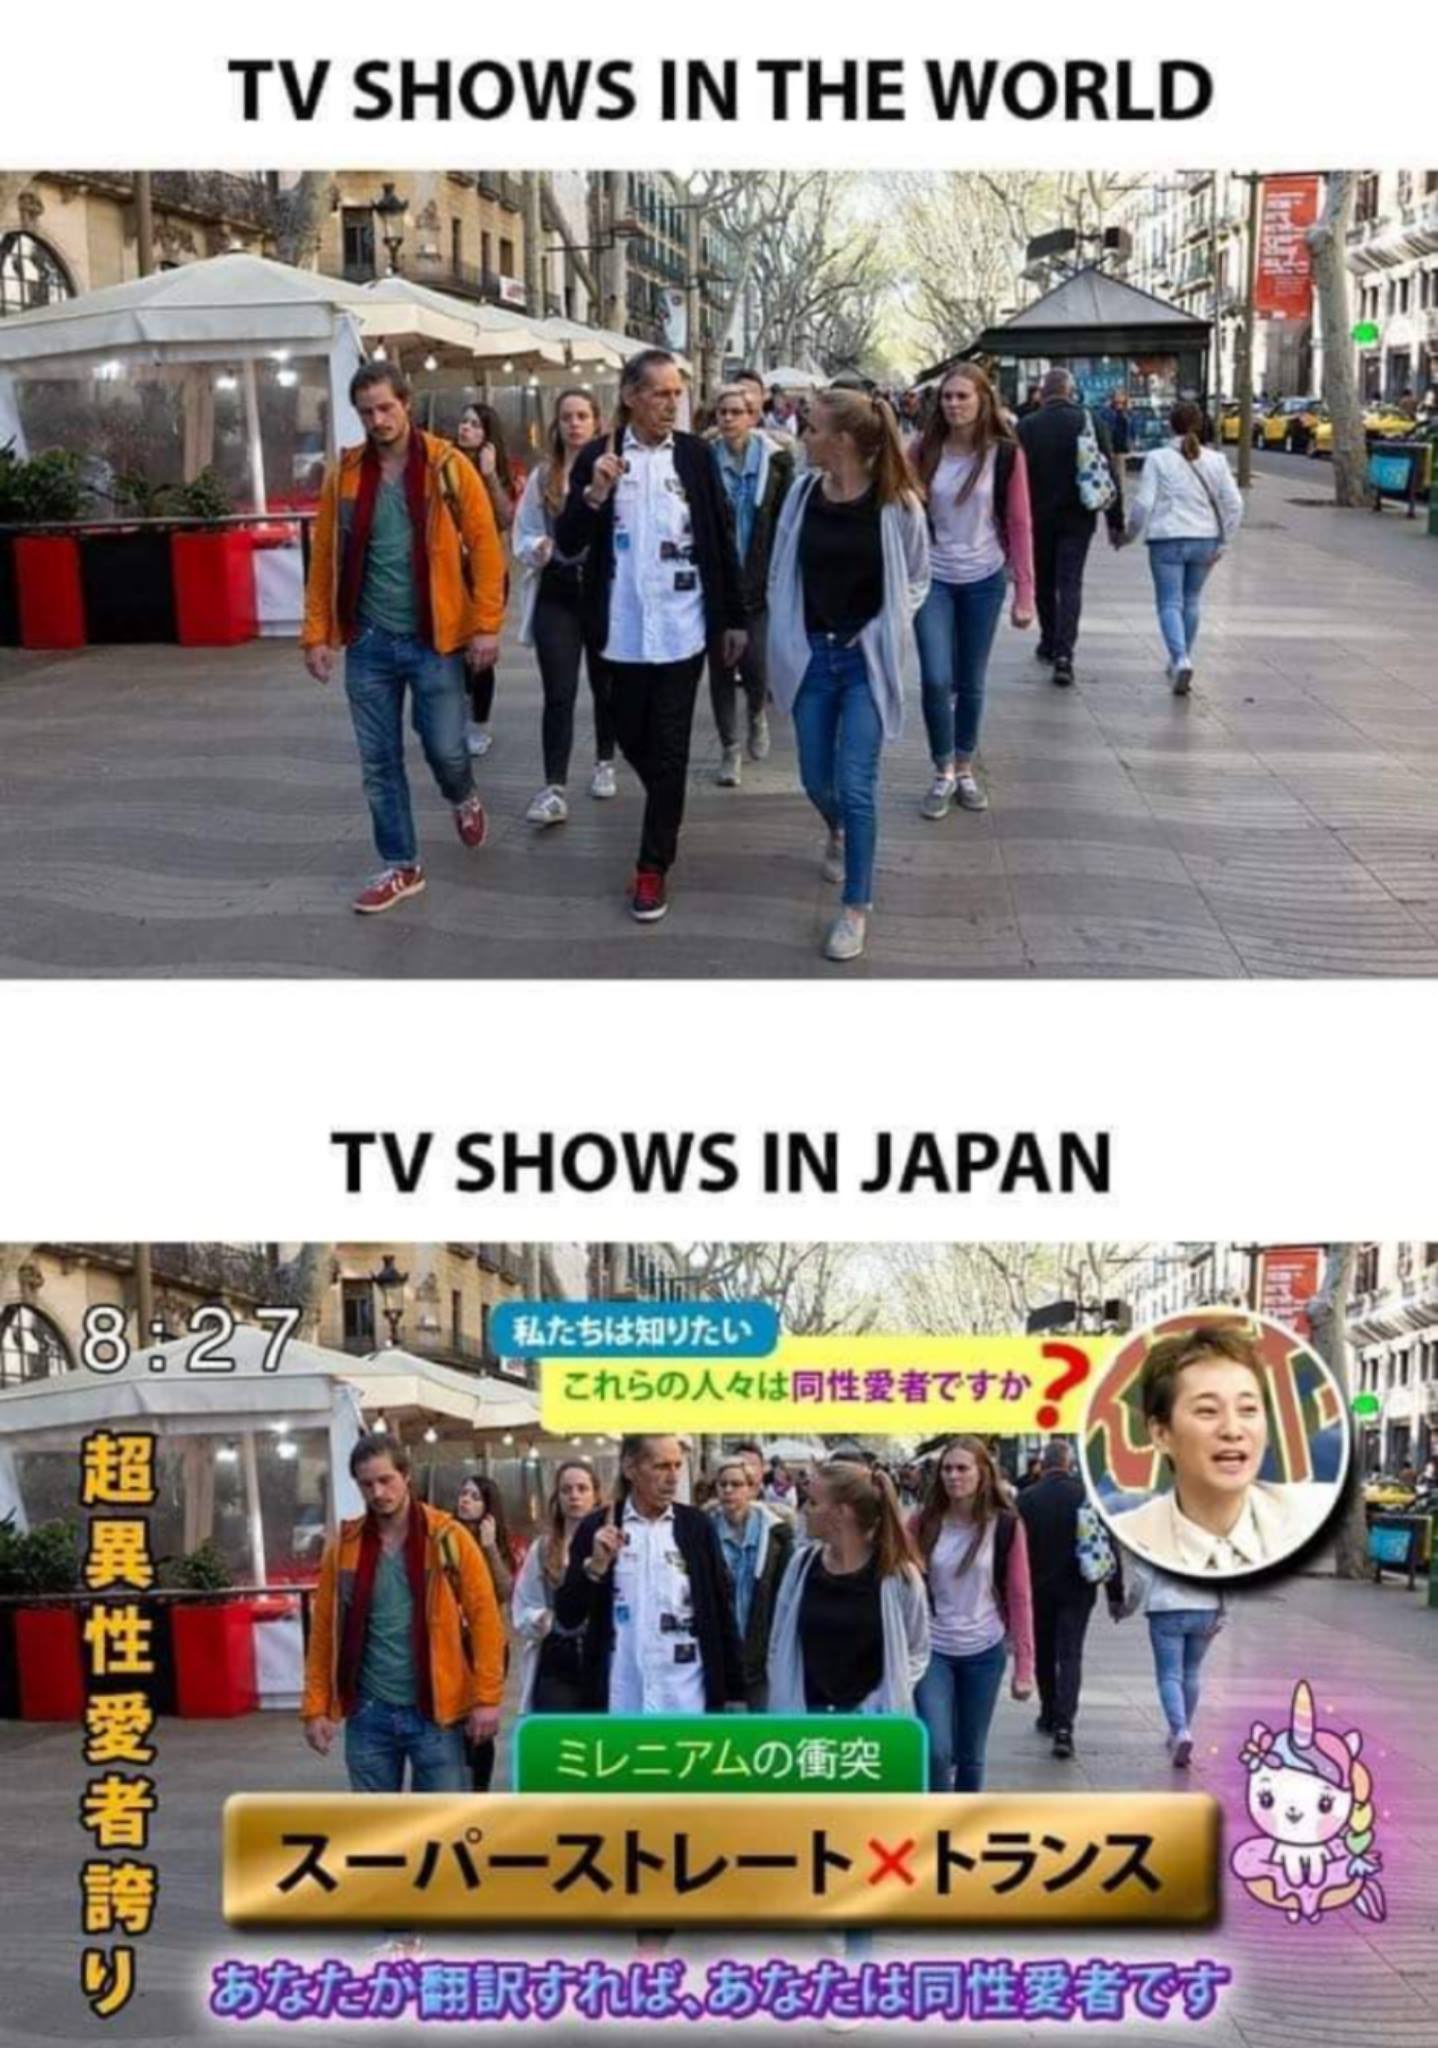 TV SHOWS IN THE WORLD
TV SHOWS IN JAPAN
8:27
私たちは知りたい
これらの人々は同性愛者ですか?
超異性愛者誇り
ミレニアムの衝突
スーパーストレート×トランス
あなたが翻訳すれば、あなたは同性愛者です